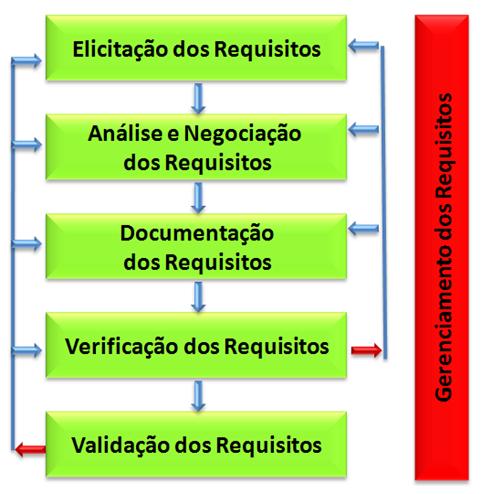 Elicitação dos Requisitos
Análise e Negociação
dos Requisitos
Documentação
dos Requisitos
Verificação dos Requisitos
Validação dos Requisitos
Gerenciamento dos Requisitos